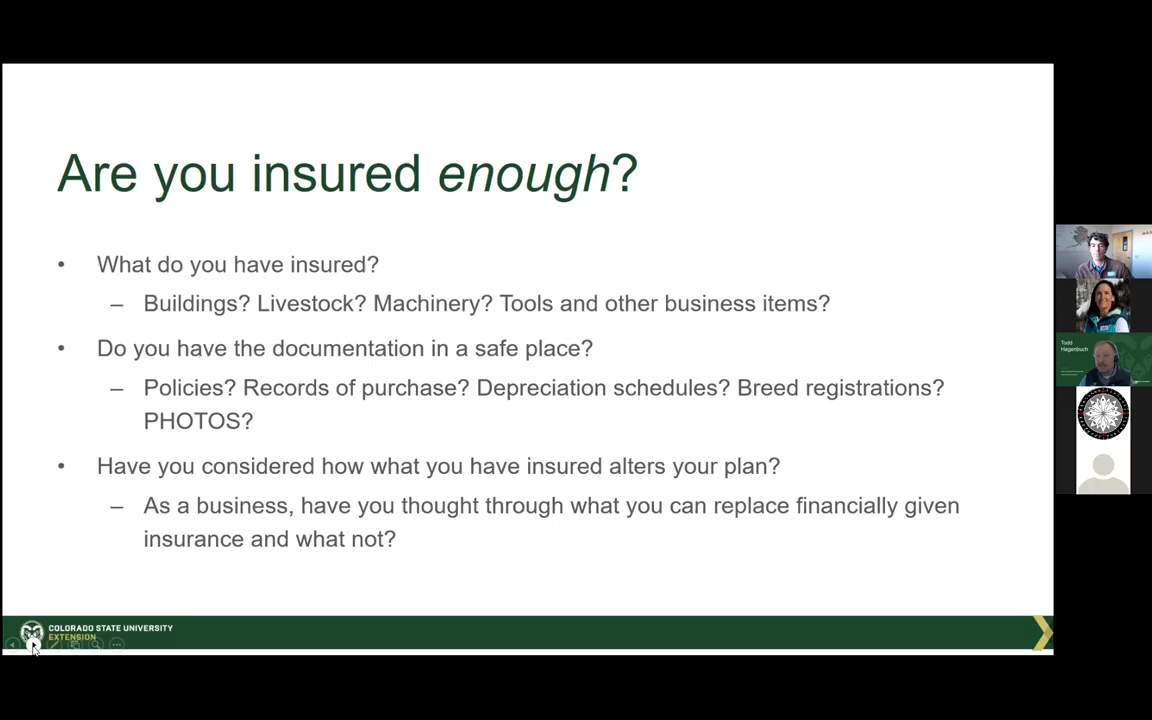 Are you insured enough?
• What do you have insured?
– Buildings? Livestock? Machinery? Tools and other business items?
• Do you have the documentation in a safe place?
– Policies? Records of purchase? Depreciation schedules? Breed registrations?
PHOTOS?
• Have you considered how what you have insured alters your plan?
– As a business, have you thought through what you can replace financially given
insurance and what not?
COLORADO STATE UNIVERSITY
EXTENSION
Todd
Hagenbuch